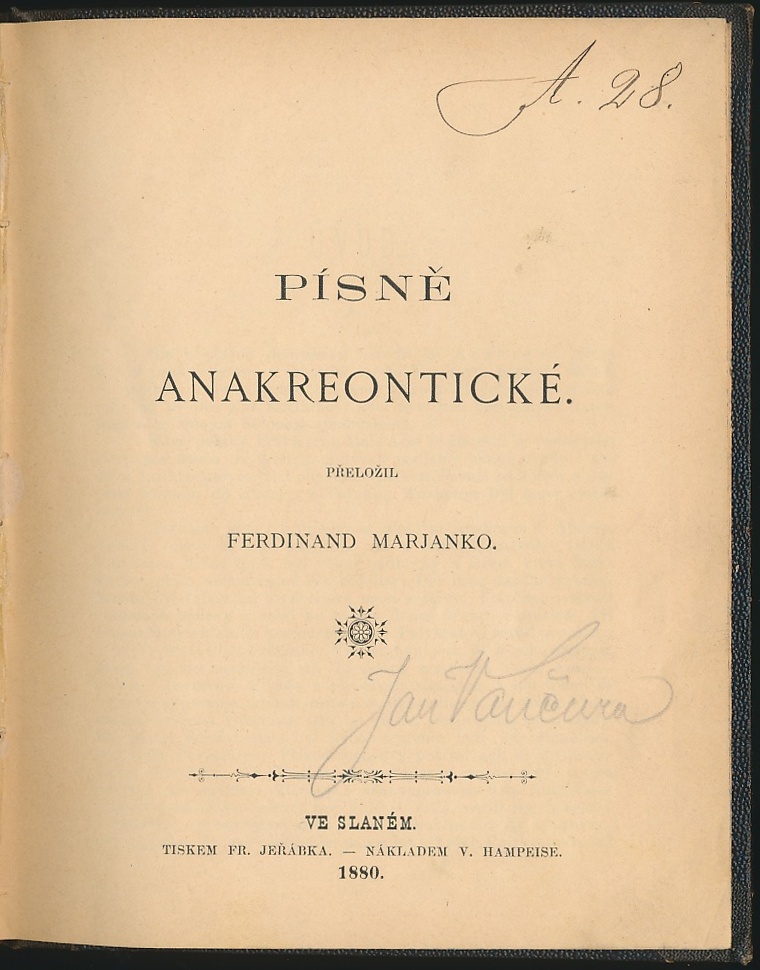 A. 28.
PÍSNĚ
ANAKREONTICKÉ.
PŘELOŽIL
FERDINAND MARJANKO.
Jan Vančura
VE SLANÉM.
TISKEM FR. JEŘÁBKA. — NÁKLADEM V. HAMPEISE.
1880.